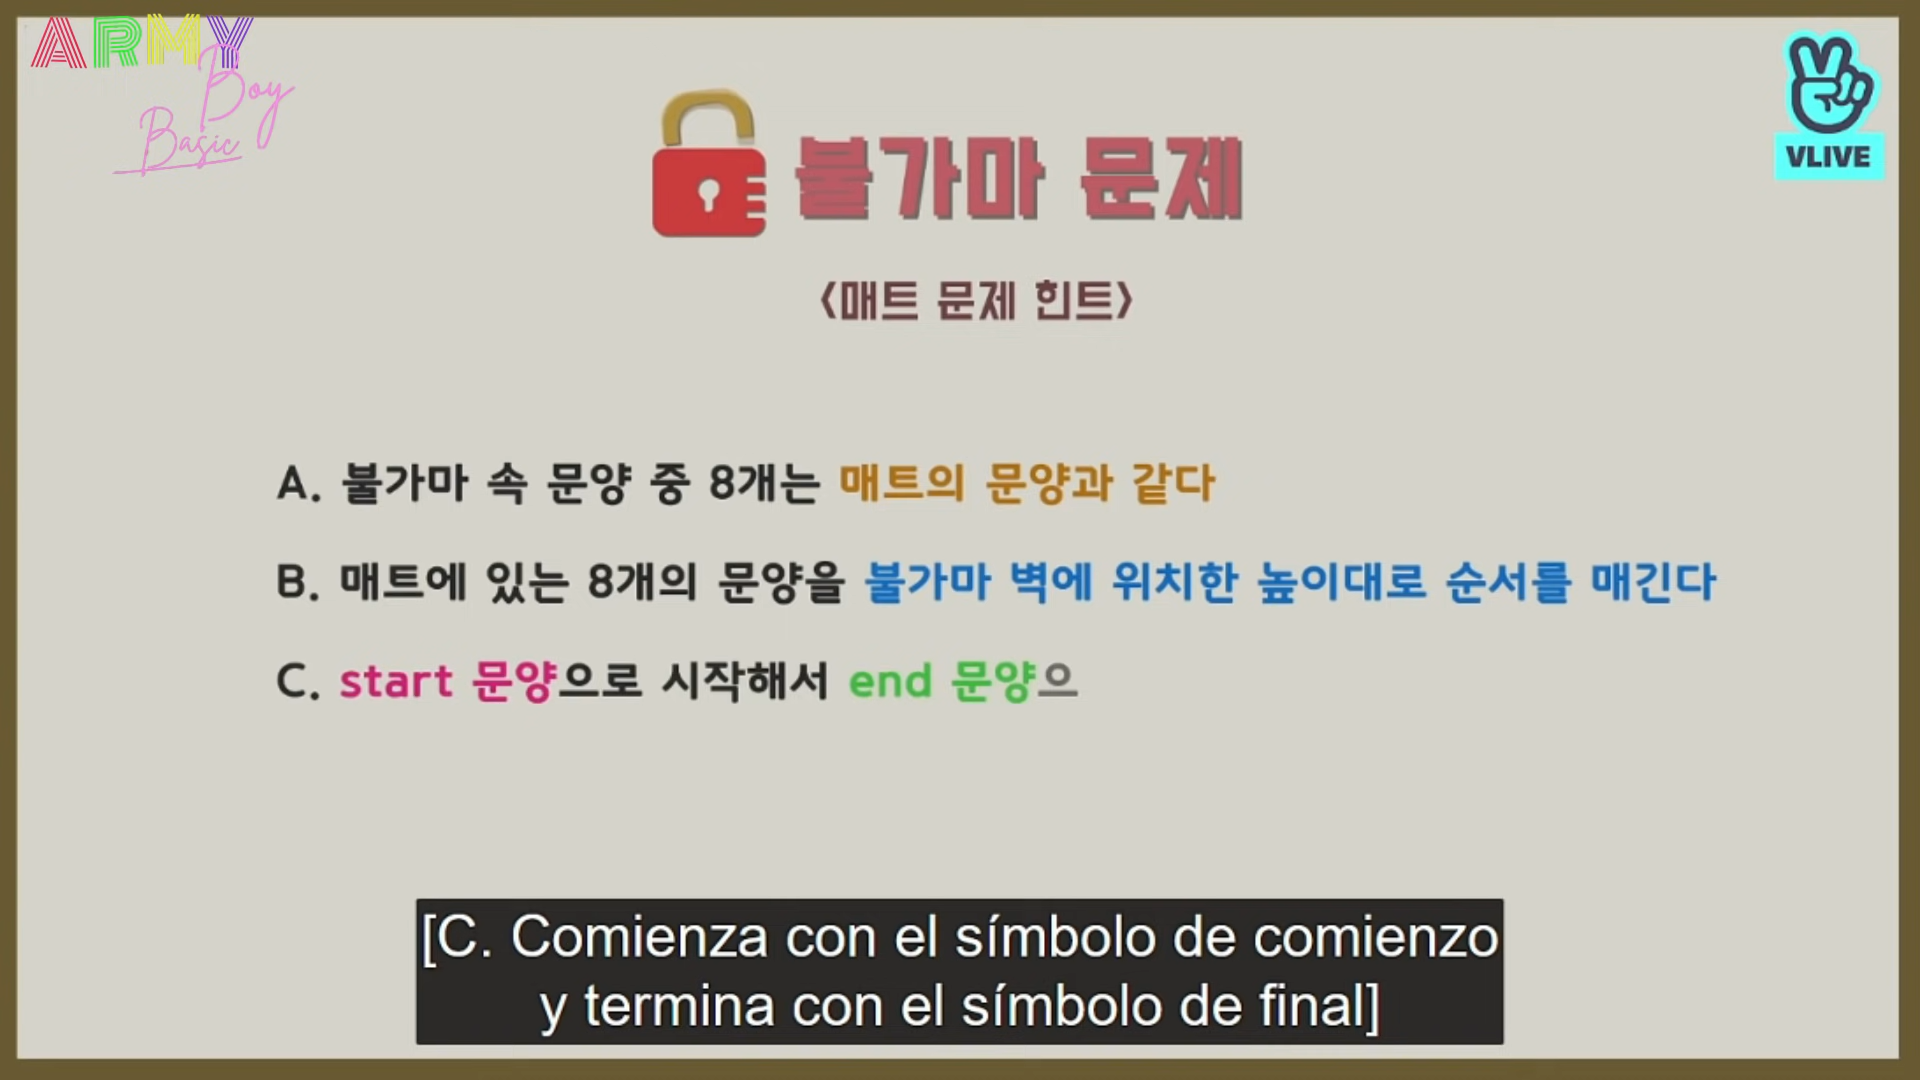 ARMY
Boy
Basic
VLIVE
불가마 문제
<매트 문제 힌트>
A. 불가마 속 문양 중 8개는 매트의 문양과 같다
B. 매트에 있는 8개의 문양을 불가마 벽에 위치한 높이대로 순서를 매긴다
C. start 문양으로 시작해서 end 문양으
[C. Comienza con el símbolo de comienzo
y termina con el símbolo de final]